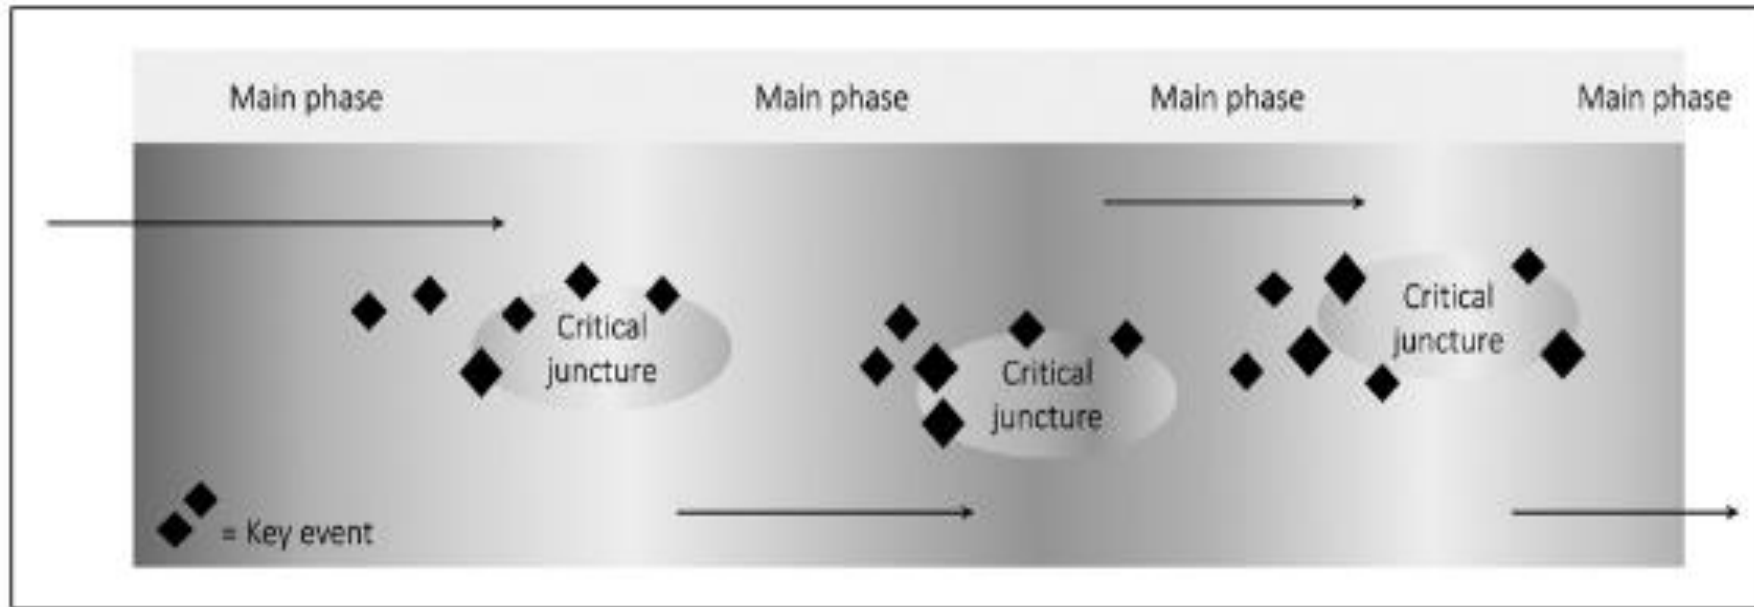 Main phase
Main phase
Main phase
Main phase
Critical
juncture
Critical
juncture
Critical
juncture
= Key event